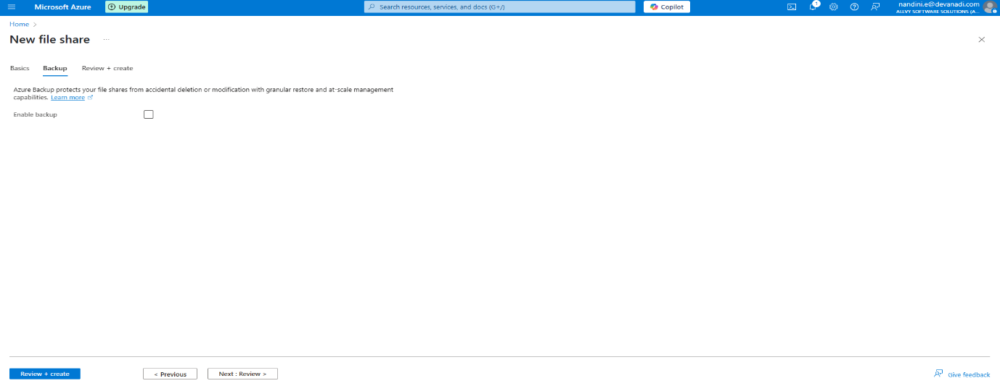 Microsoft Azure
Upgrade
Search resources, services, and docs (G+/)
Copilot
1
nandini.e@devanadi.com
ALLVY SOFTWARE SOLUTIONS (A...
Home >
New file share ...
Basics
Backup
Review + create
Azure Backup protects your file shares from accidental deletion or modification with granular restore and at-scale management
capabilities. Learn more
Enable backup
Review + create
< Previous
Next : Review >
Give feedback